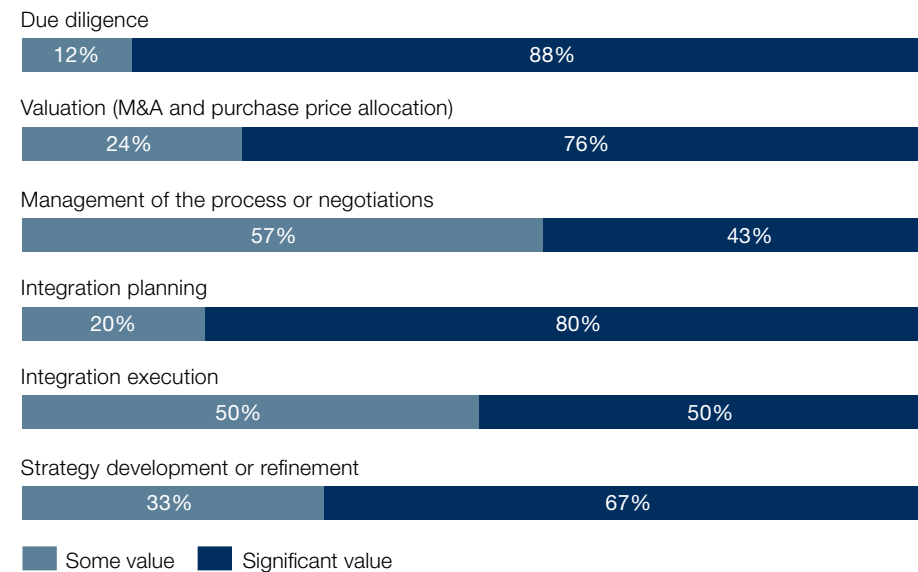 Due diligence
12% 88%
Valuation (M&A and purchase price allocation)
24% 76%
Management of the process or negotiations
57% 43%
Integration planning
20% 80%
Integration execution
50% 50%
Strategy development or refinement
33% 67%
Some value Significant value